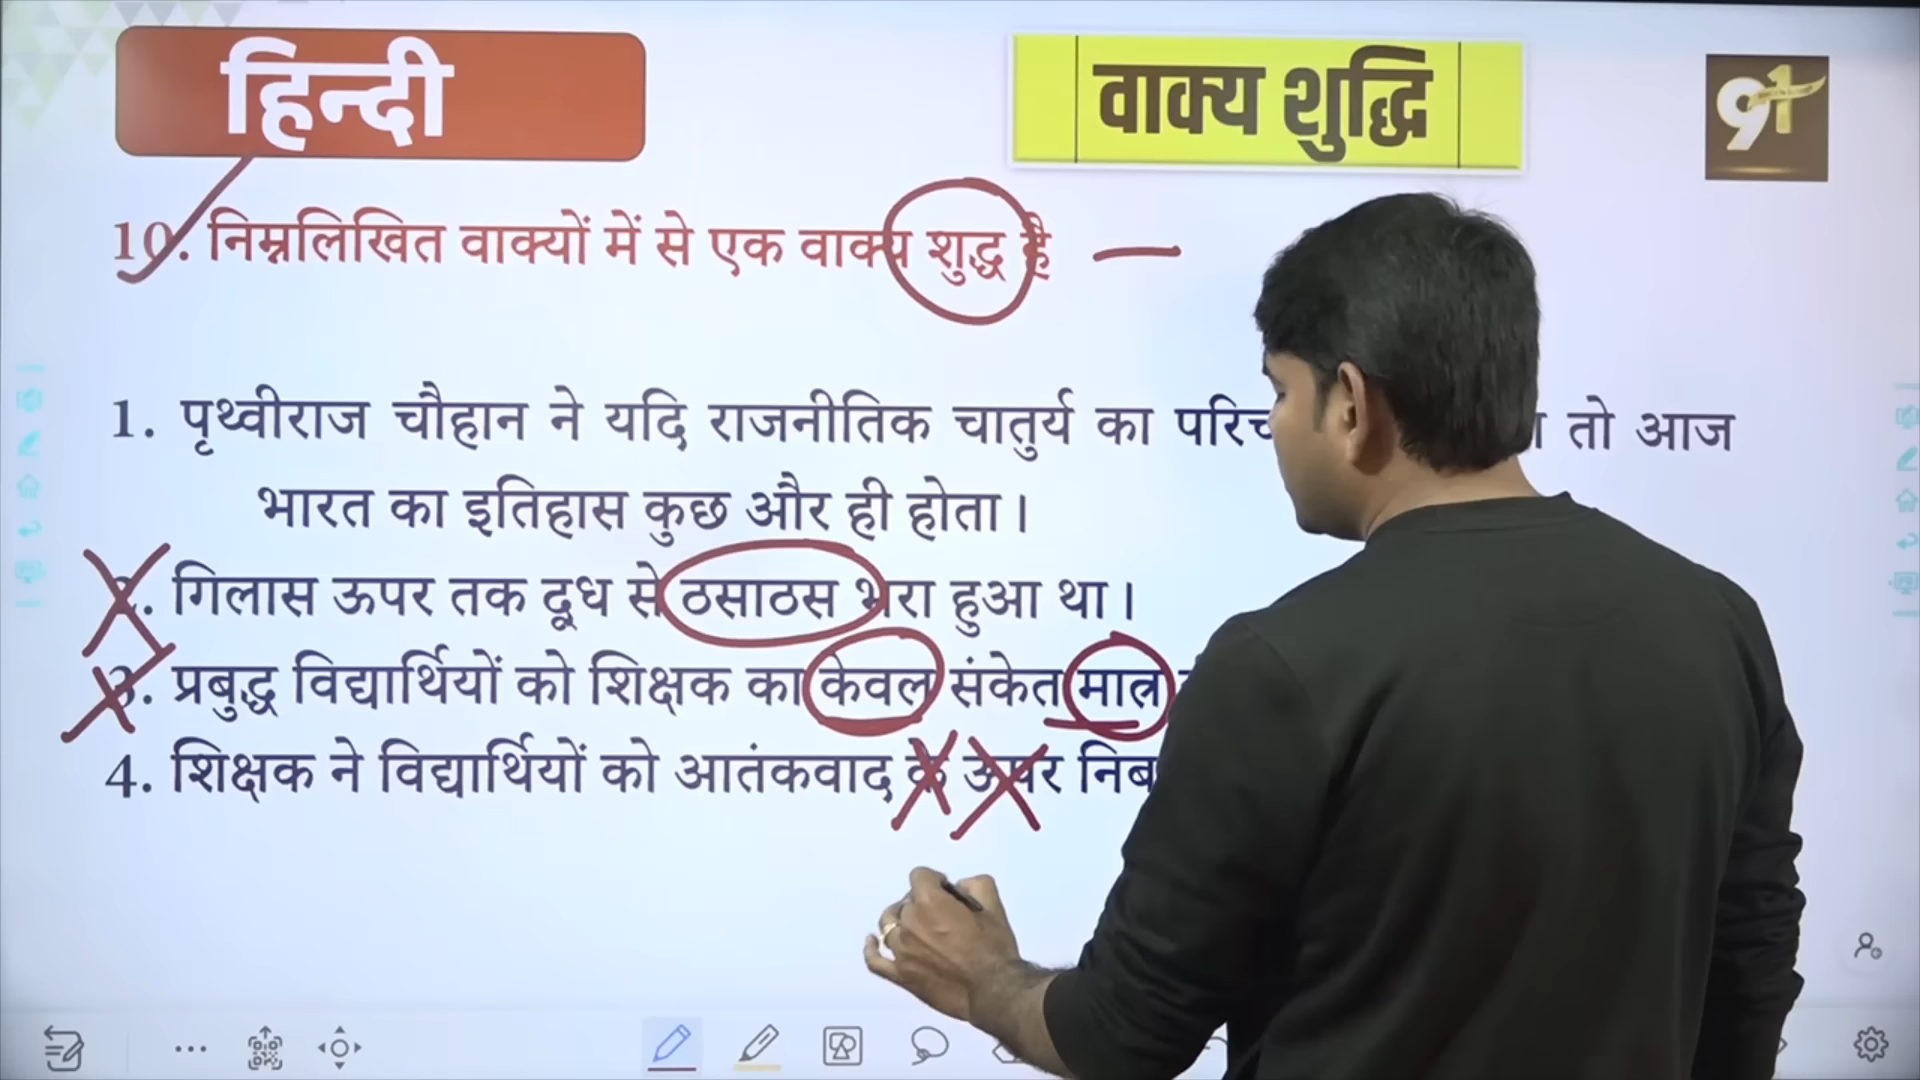 हिन्दी
वाक्य शुद्धि
91
10. निम्नलिखित वाक्यों में से एक वाक्य शुद्ध है
1. पृथ्वीराज चौहान ने यदि राजनीतिक चातुर्य का तो आज
भारत का इतिहास कुछ और ही होता।
2. गिलास ऊपर तक दूध से ठसाठस भरा हुआ था।
3. प्रबुद्ध विद्यार्थियों को शिक्षक का केवल संकेत मात्र
4. शिक्षक ने विद्यार्थियों को आतंकवाद के ऊपर